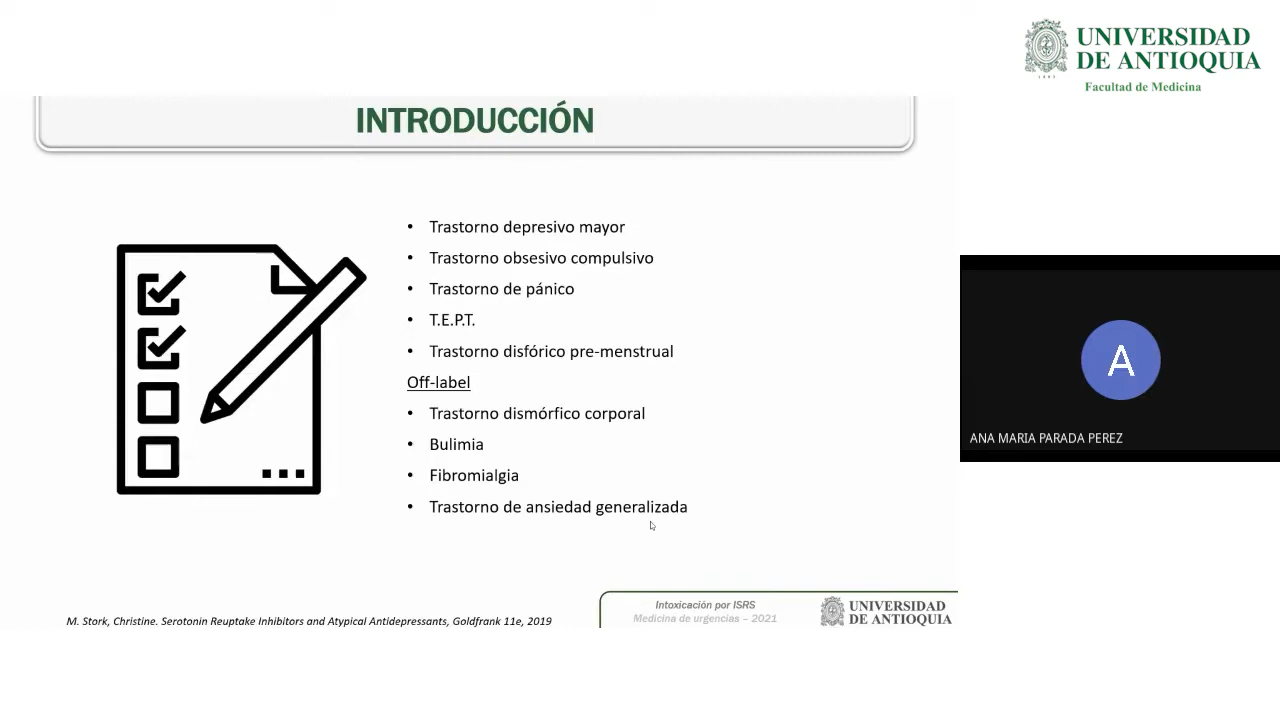 UNIVERSIDAD
DE ANTIOQUIA
1803
Facultad de Medicina
INTRODUCCIÓN
• Trastorno depresivo mayor
• Trastorno obsesivo compulsivo
• Trastorno de pánico
• T.E.P.T.
• Trastorno disfórico pre-menstrual
Off-label
• Trastorno dismórfico corporal
• Bulimia
• Fibromialgia
• Trastorno de ansiedad generalizada
A
ANA MARIA PARADA PEREZ
M. Stork, Christine. Serotonin Reuptake Inhibitors and Atypical Antidepressants, Goldfrank 11e, 2019
Intoxicación por ISRS
Medicina de urgencias – 2021
UNIVERSIDAD
DE ANTIOQUIA